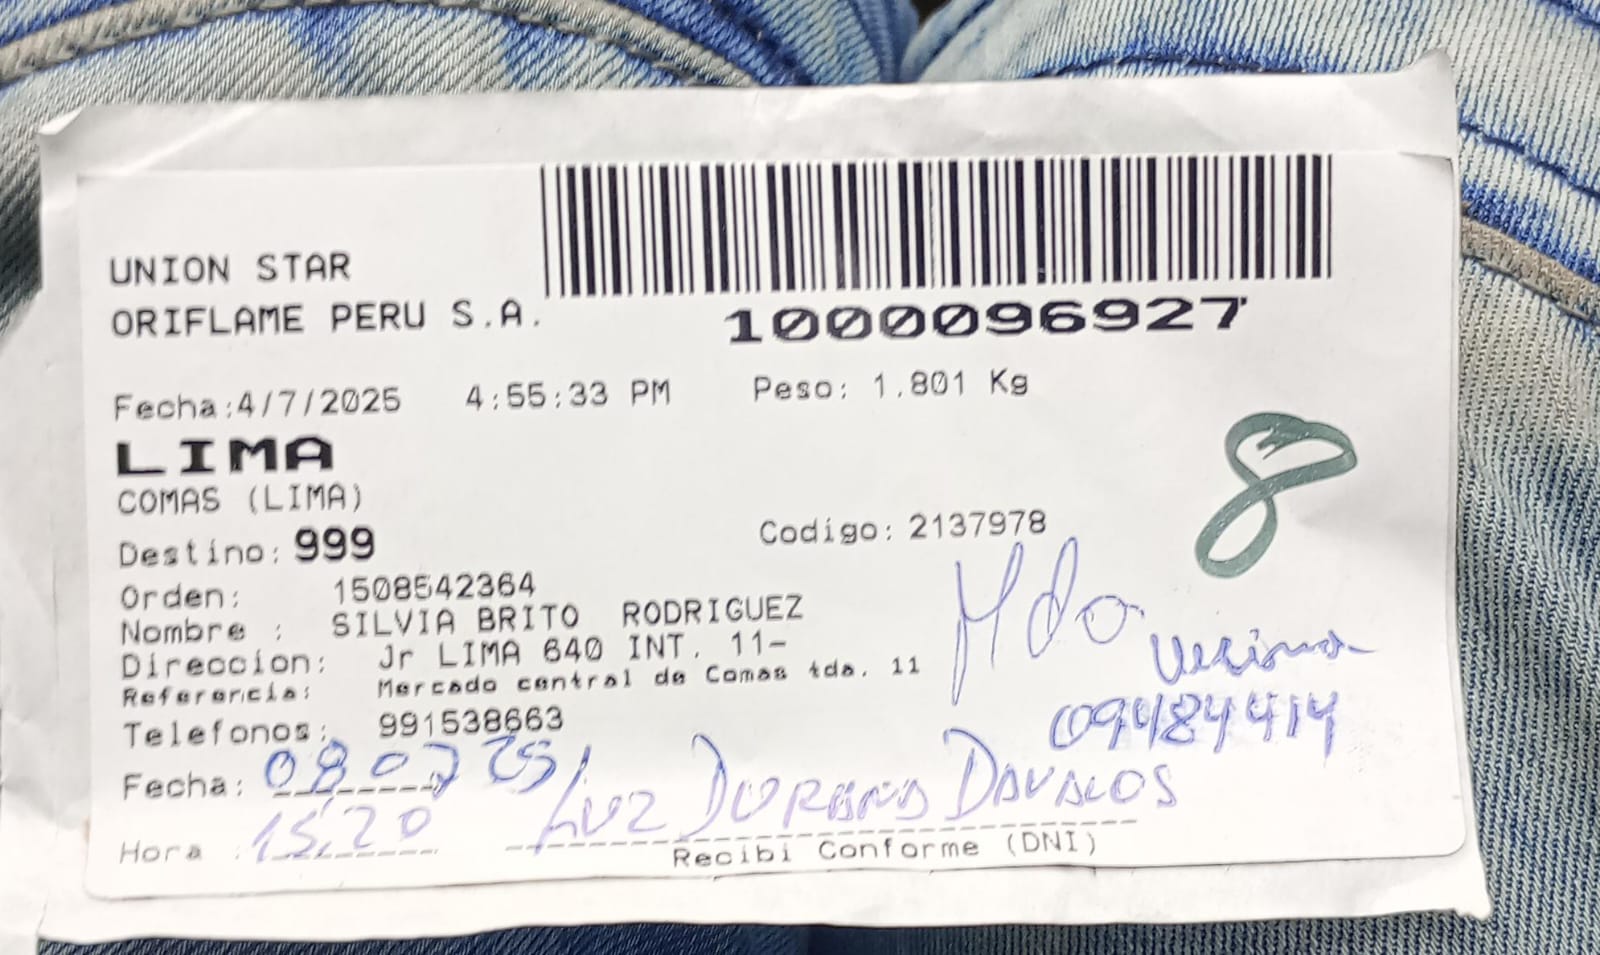 UNION STAR
ORIFLAME PERU S.A.
1000096927
Fecha:4/7/2025 4:55:33 PM Peso: 1.801 Kg
LIMA
COMAS (LIMA)
8
Destino: 999 Codigo: 2137978
Orden: 1508542364
Nombre : SILVIA BRITO RODRIGUEZ
Direccion: Jr LIMA 640 INT. 11-
Referencia: Mercado central de Comas tda. 11
Mdo
Vecina
09484414
Telefonos: 991538663
Fecha: 08 07 25
Hora : 15:20 Luz Durand Davalos
Recibi Conforme (DNI)